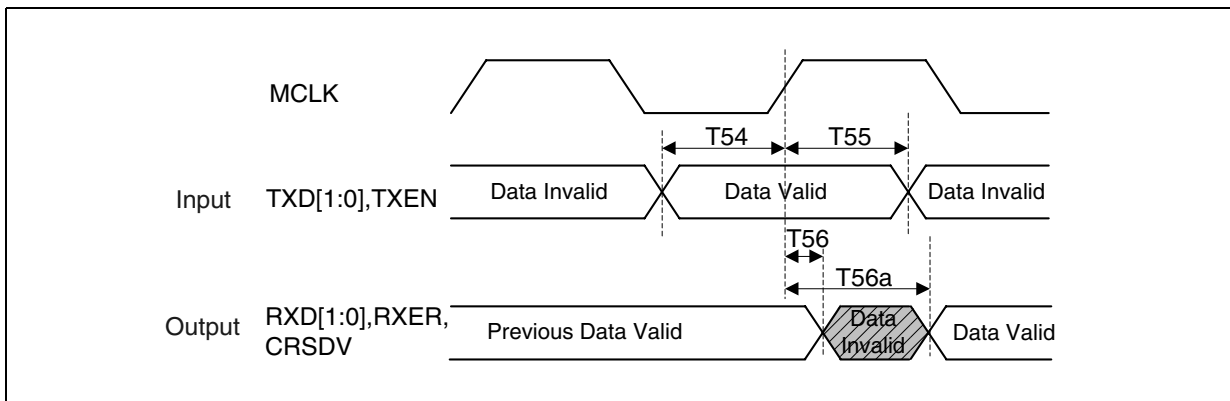 MCLK
T54 T55
Input TXD[1:0],TXEN Data Invalid Data Valid Data Invalid
T56
T56a
Output RXD[1:0],RXER,
CRSDV
Previous Data Valid
Data
Invalid
Data Valid